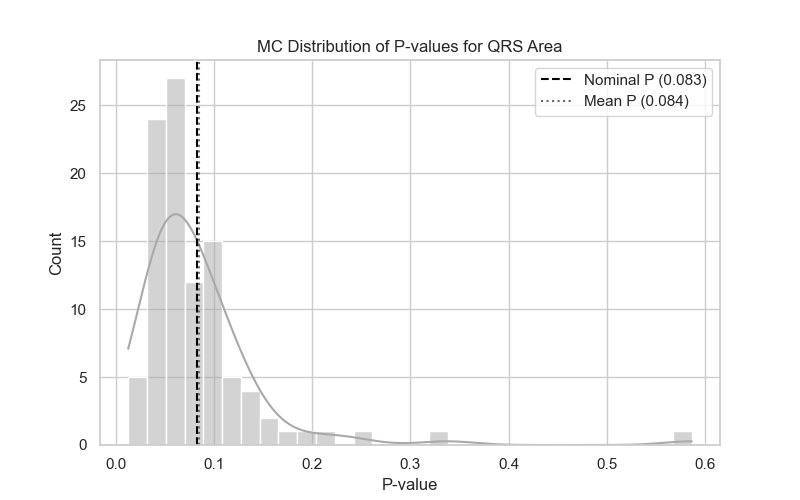 MC Distribution of P-values for QRS Area
Nominal P (0.083)
Mean P (0.084)
Count
25
20
15
10
5
0
0.0 0.1 0.2 0.3 0.4 0.5 0.6
P-value